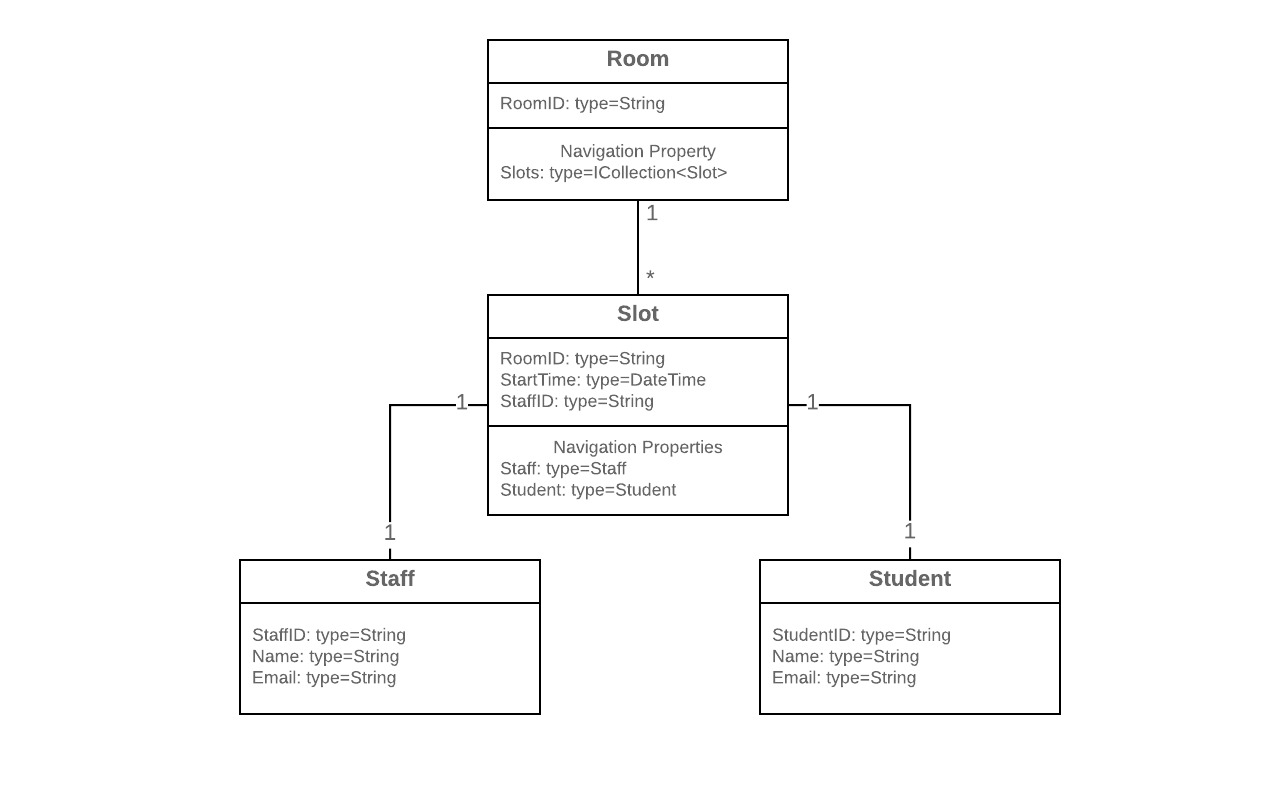 Room
RoomID: type=String
Navigation Property
Slots: type=ICollection<Slot>
1
*
Slot
RoomID: type=String
StartTime: type=DateTime
StaffID: type=String
1
1
Navigation Properties
Staff: type=Staff
Student: type=Student
1
1
Staff
StaffID: type=String
Name: type=String
Email: type=String
Student
StudentID: type=String
Name: type=String
Email: type=String